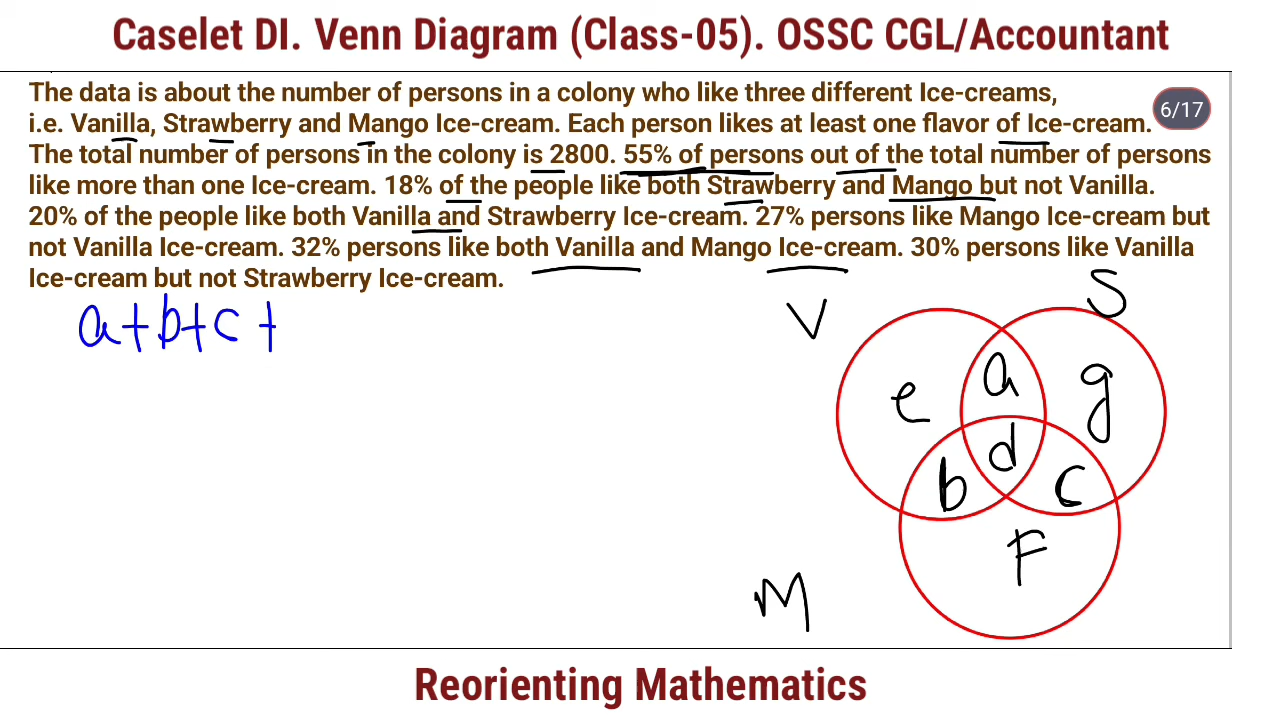 Caselet DI. Venn Diagram (Class-05). OSSC CGL/Accountant
The data is about the number of persons in a colony who like three different Ice-creams,
i.e. Vanilla, Strawberry and Mango Ice-cream. Each person likes at least one flavor of Ice-cream.
6/17
The total number of persons in the colony is 2800. 55% of persons out of the total number of persons
like more than one Ice-cream. 18% of the people like both Strawberry and Mango but not Vanilla.
20% of the people like both Vanilla and Strawberry Ice-cream. 27% persons like Mango Ice-cream but
not Vanilla Ice-cream. 32% persons like both Vanilla and Mango Ice-cream. 30% persons like Vanilla
Ice-cream but not Strawberry Ice-cream.
a+b+c+
V
S
e
a
g
d
b
c
F
M
Reorienting Mathematics